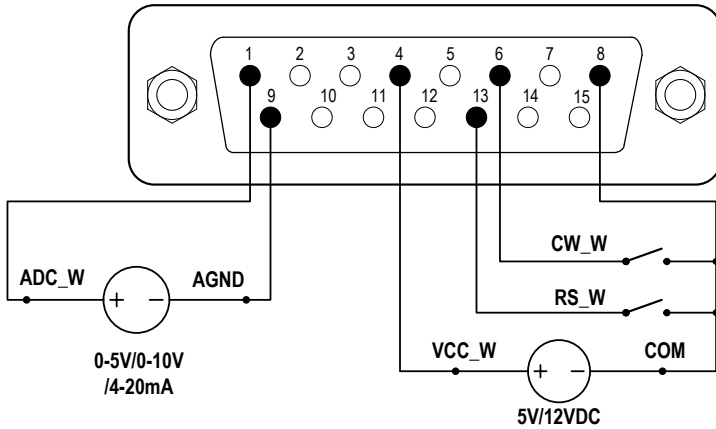 1 2 3 4 5 6 7 8
9 10 11 12 13 14 15
CW_W
ADC_W AGND
+ −
RS_W
0-5V/0-10V
/4-20mA
VCC_W COM
+ −
5V/12VDC